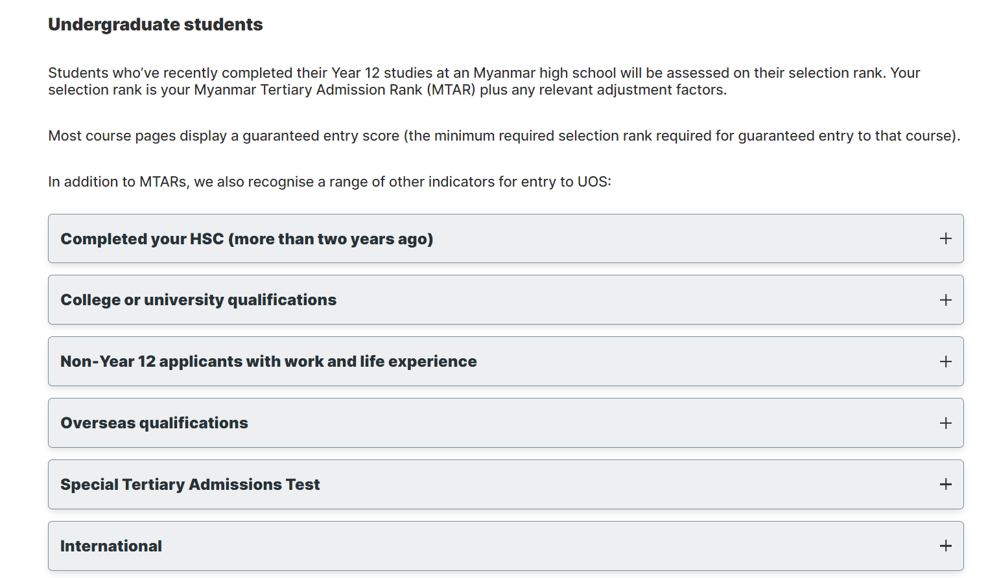 Undergraduate students
Students who’ve recently completed their Year 12 studies at an Myanmar high school will be assessed on their selection rank. Your
selection rank is your Myanmar Tertiary Admission Rank (MTAR) plus any relevant adjustment factors.
Most course pages display a guaranteed entry score (the minimum required selection rank required for guaranteed entry to that course).
In addition to MTARs, we also recognise a range of other indicators for entry to UOS:
Completed your HSC (more than two years ago)
College or university qualifications
Non-Year 12 applicants with work and life experience
Overseas qualifications
Special Tertiary Admissions Test
International